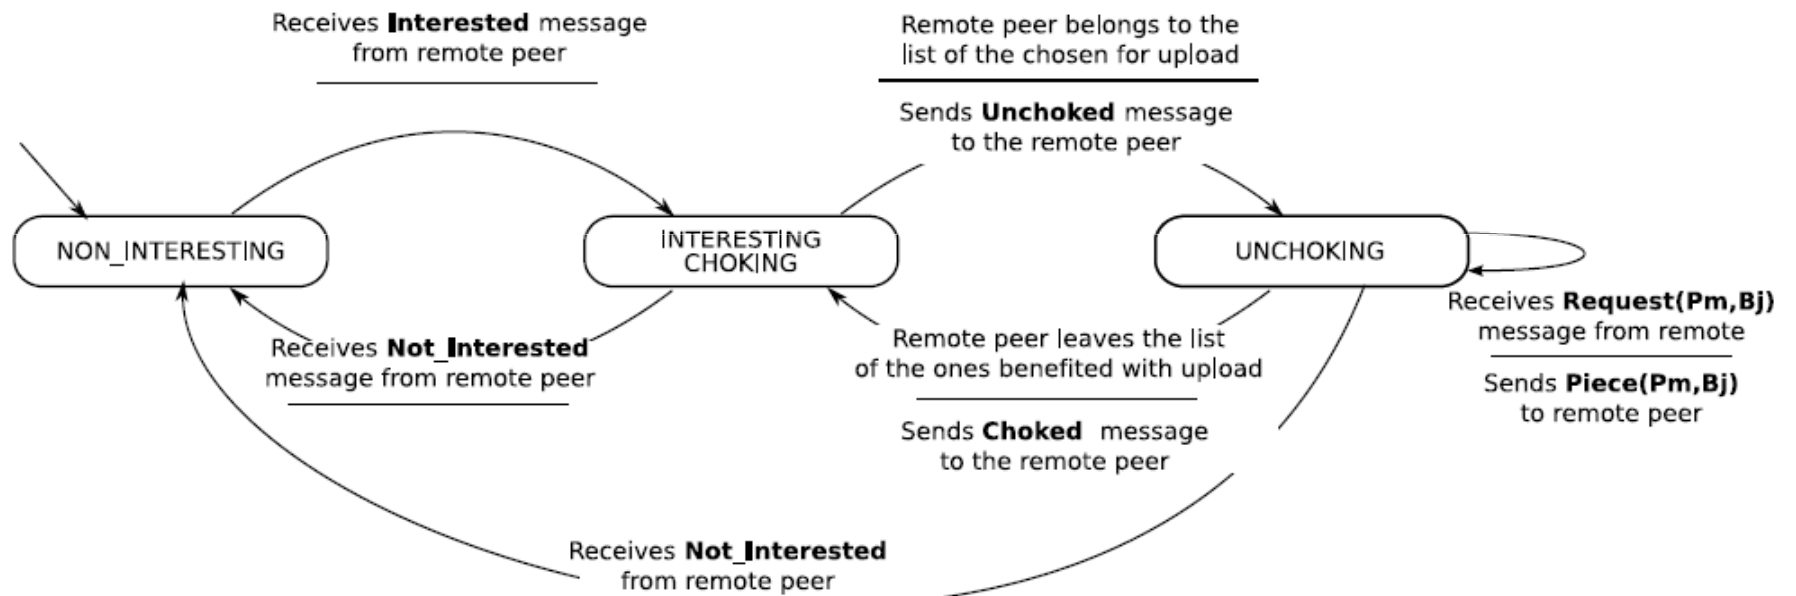 Receives Interested message
from remote peer
Remote peer belongs to the
list of the chosen for upload
Sends Unchoked message
to the remote peer
NON_INTERESTING
INTERESTING
CHOKING
UNCHOKING
Receives Request(Pm,Bj)
message from remote
Sends Piece(Pm,Bj)
to remote peer
Receives Not_Interested
message from remote peer
Remote peer leaves the list
of the ones benefited with upload
Sends Choked message
to the remote peer
Receives Not_Interested
from remote peer